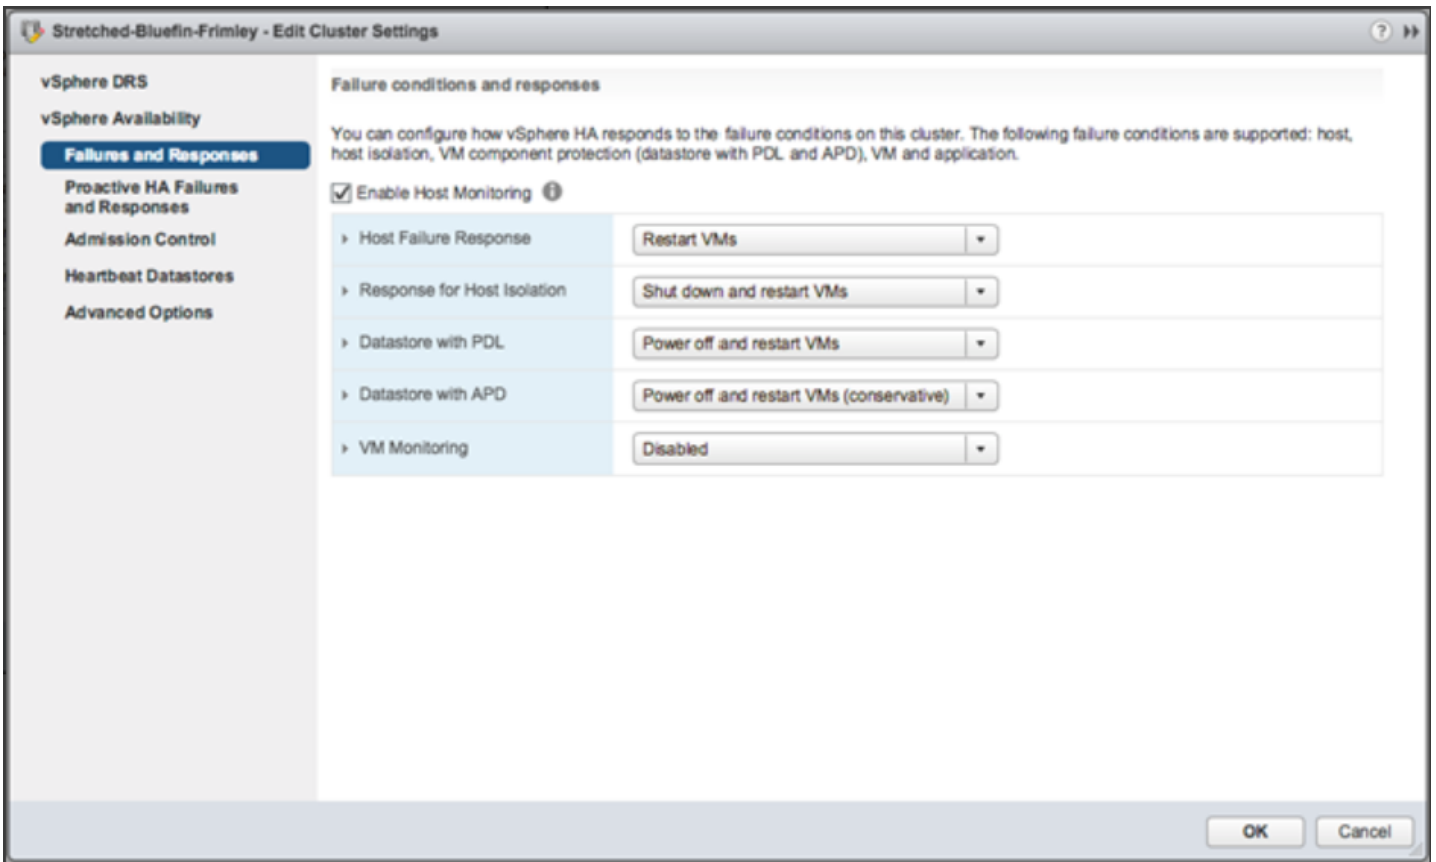 Stretched-Bluefin-Frimley - Edit Cluster Settings
vSphere DRS
vSphere Availability
Failures and Responses
Proactive HA Failures
and Responses
Admission Control
Heartbeat Datastores
Advanced Options
Failure conditions and responses
You can configure how vSphere HA responds to the failure conditions on this cluster. The following failure conditions are supported: host,
host isolation, VM component protection (datastore with PDL and APD), VM and application.
Enable Host Monitoring
Host Failure Response Restart VMs
Response for Host Isolation Shut down and restart VMs
Datastore with PDL Power off and restart VMs
Datastore with APD Power off and restart VMs (conservative)
VM Monitoring Disabled
OK Cancel